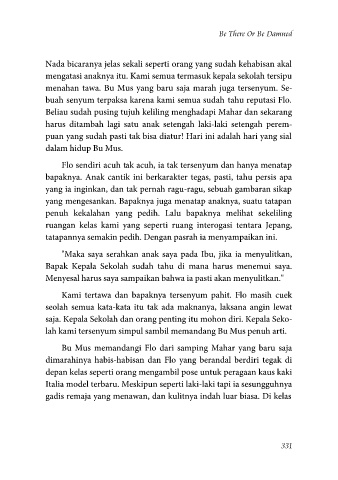 Be There Or Be Damned
Nada bicaranya jelas sekali seperti orang yang sudah kehabisan akal
mengatasi anaknya itu. Kami semua termasuk kepala sekolah tersipu
menahan tawa. Bu Mus yang baru saja marah juga tersenyum. Se-
buah senyum terpaksa karena kami semua sudah tahu reputasi Flo.
Beliau sudah pusing tujuh keliling menghadapi Mahar dan sekarang
harus ditambah lagi satu anak setengah laki-laki setengah perem-
puan yang sudah pasti tak bisa diatur! Hari ini adalah hari yang sial
dalam hidup Bu Mus.
Flo sendiri acuh tak acuh, ia tak tersenyum dan hanya menatap
bapaknya. Anak cantik ini berkarakter tegas, pasti, tahu persis apa
yang ia inginkan, dan tak pernah ragu-ragu, sebuah gambaran sikap
yang mengesankan. Bapaknya juga menatap anaknya, suatu tatapan
penuh kekalahan yang pedih. Lalu bapaknya melihat sekeliling
ruangan kelas kami yang seperti ruang interogasi tentara Jepang,
tatapannya semakin pedih. Dengan pasrah ia menyampaikan ini.
"Maka saya serahkan anak saya pada Ibu, jika ia menyulitkan,
Bapak Kepala Sekolah sudah tahu di mana harus menemui saya.
Menyesal harus saya sampaikan bahwa ia pasti akan menyulitkan."
Kami tertawa dan bapaknya tersenyum pahit. Flo masih cuek
seolah semua kata-kata itu tak ada maknanya, laksana angin lewat
saja. Kepala Sekolah dan orang penting itu mohon diri. Kepala Seko-
lah kami tersenyum simpul sambil memandang Bu Mus penuh arti.
Bu Mus memandangi Flo dari samping Mahar yang baru saja
dimarahinya habis-habisan dan Flo yang berandal berdiri tegak di
depan kelas seperti orang mengambil pose untuk peragaan kaus kaki
Italia model terbaru. Meskipun seperti laki-laki tapi ia sesungguhnya
gadis remaja yang menawan, dan kulitnya indah luar biasa. Di kelas
331